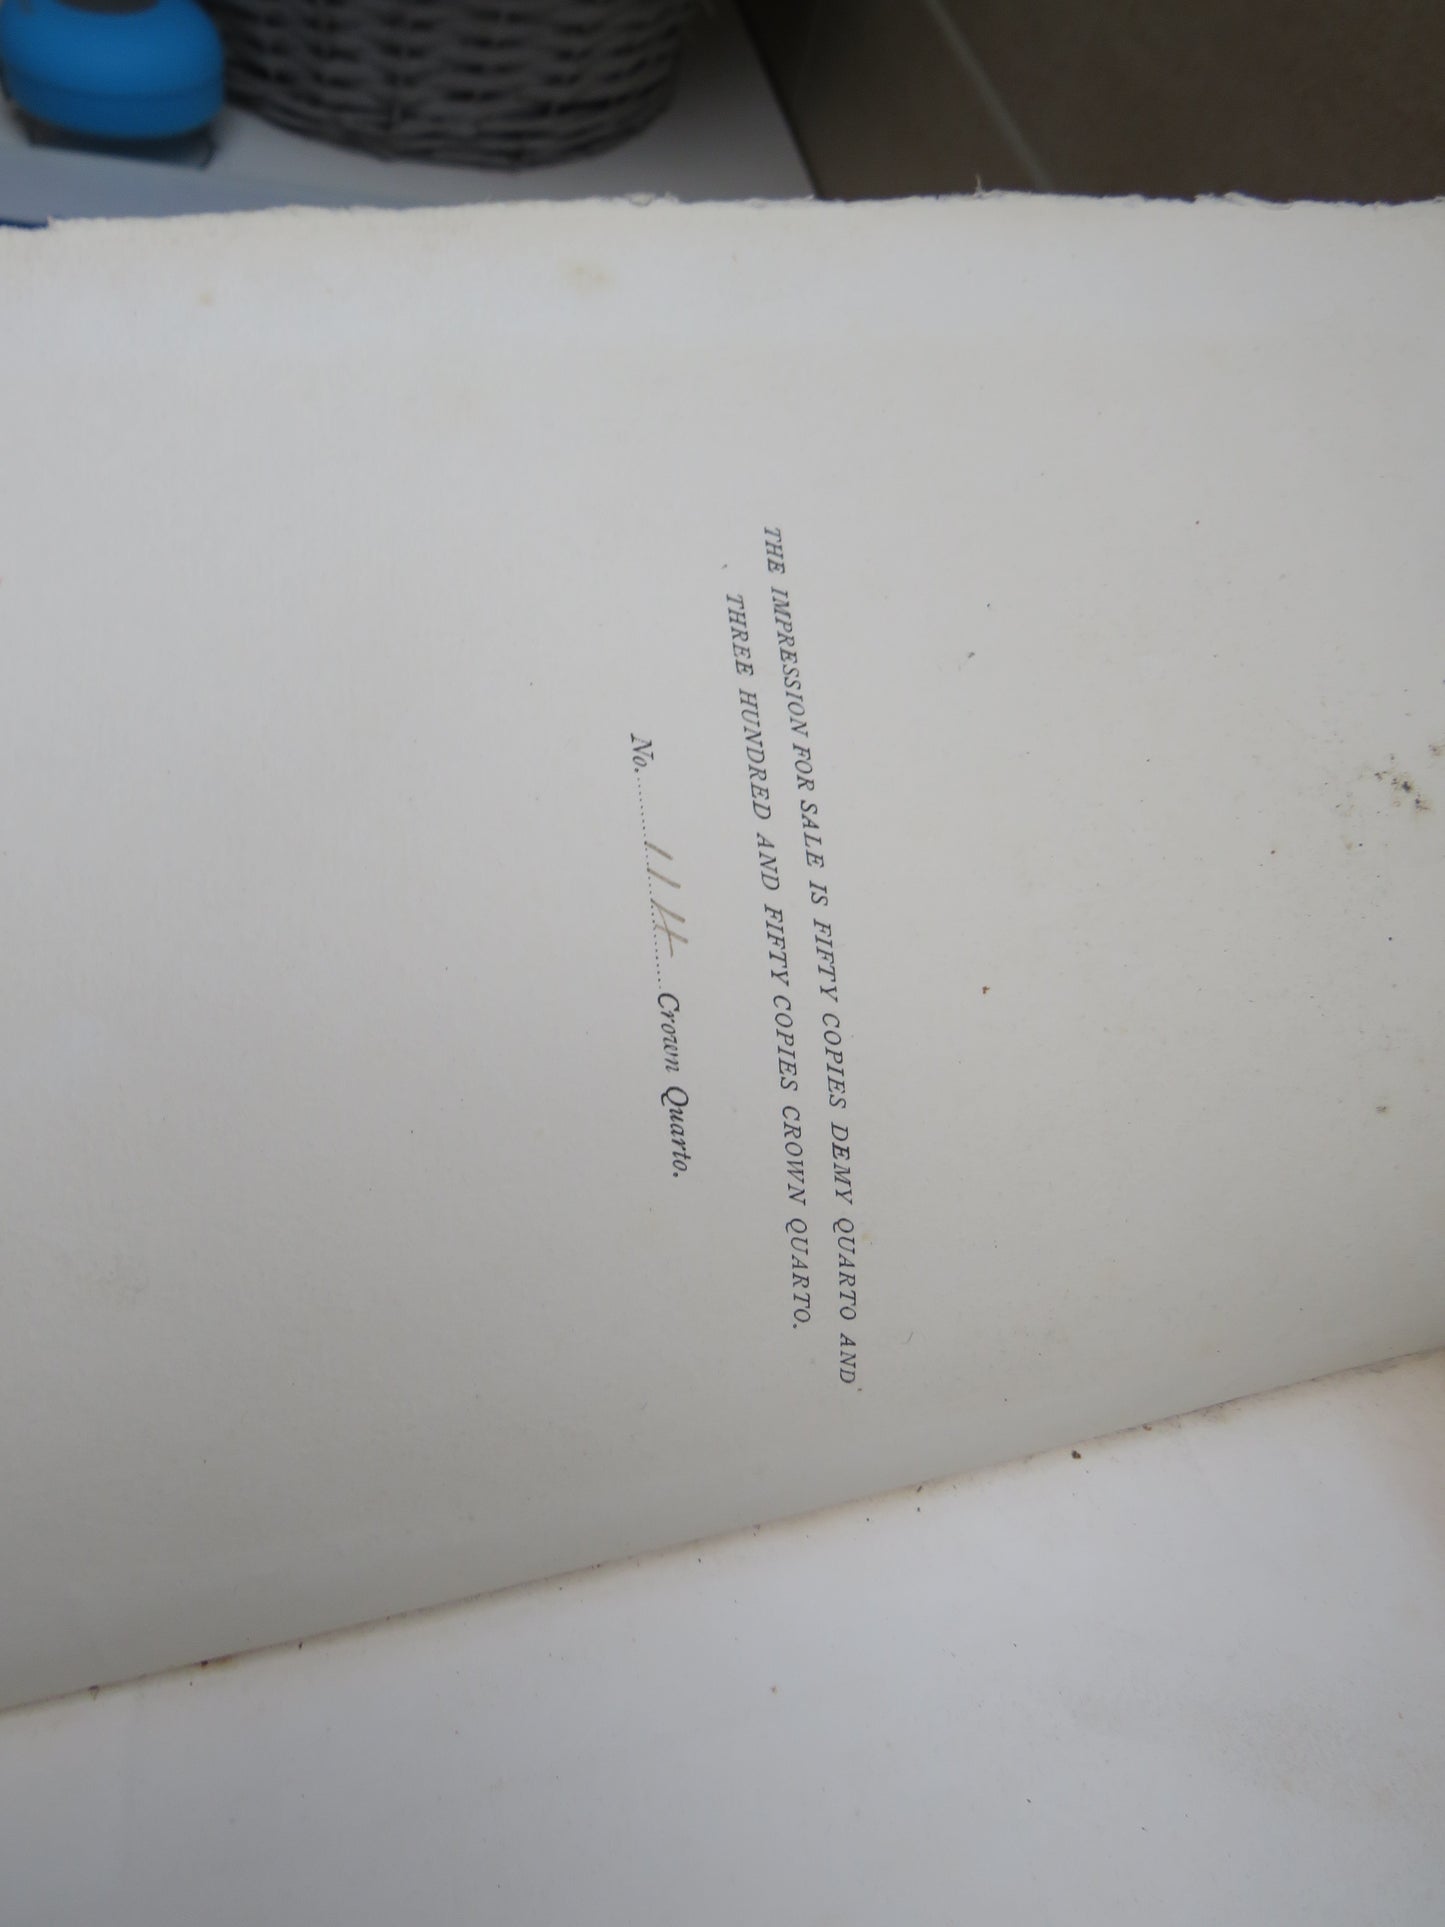 THE IMPRESSION FOR SALE IS FIFTY COPIES DEMY QUARTO AND
THREE HUNDRED AND FIFTY COPIES CROWN QUARTO.
No. 114 Crown Quarto.